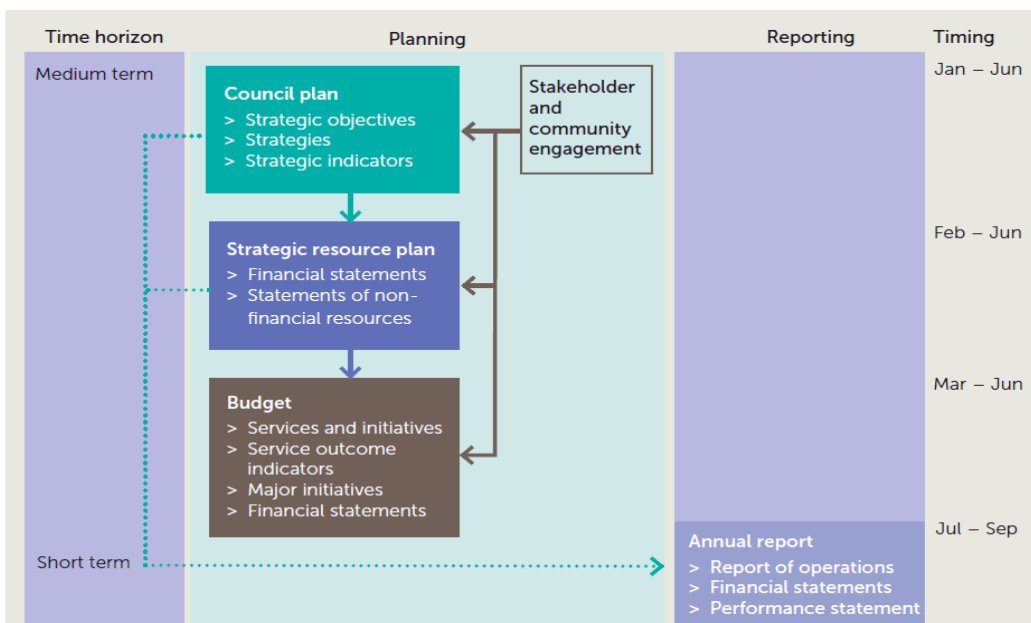 Time horizon
Planning
Reporting
Timing
Medium term
Council plan
> Strategic objectives
> Strategies
> Strategic indicators
Stakeholder
and
community
engagement
Jan – Jun
Strategic resource plan
> Financial statements
> Statements of non-
financial resources
Feb – Jun
Budget
> Services and initiatives
> Service outcome
indicators
> Major initiatives
> Financial statements
Mar – Jun
Short term
Annual report
> Report of operations
> Financial statements
> Performance statement
Jul – Sep